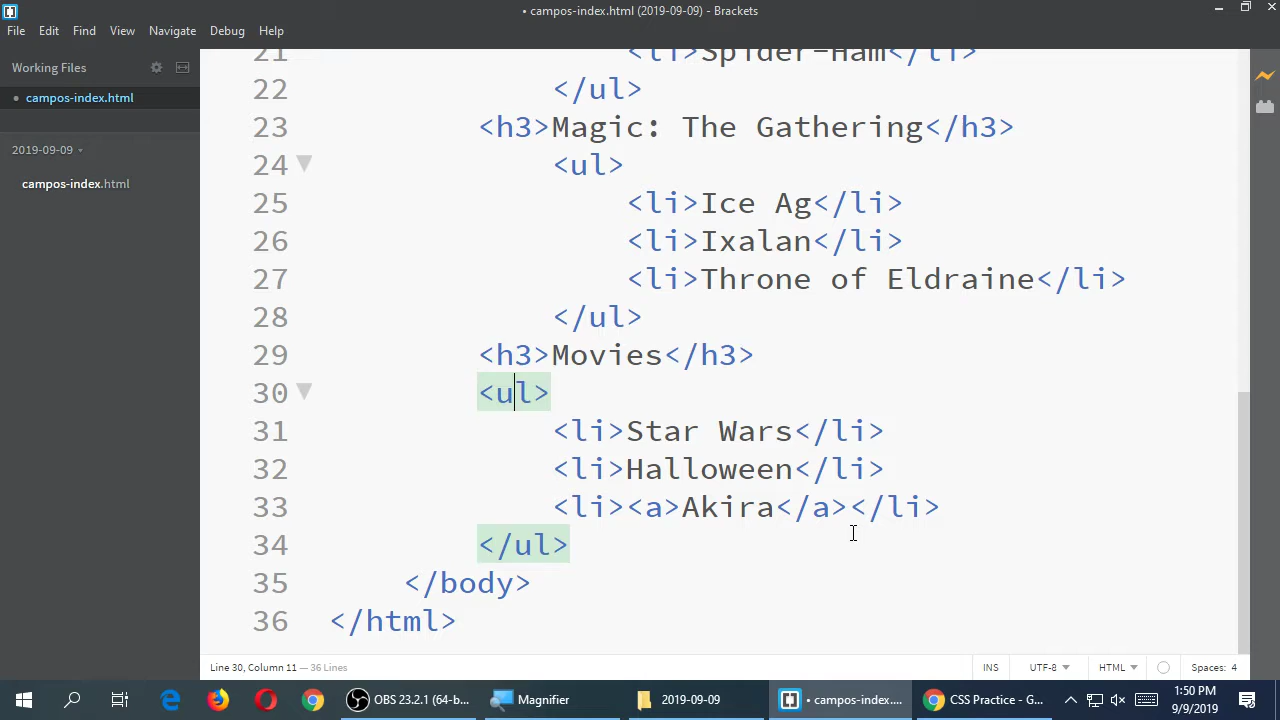 • campos-index.html (2019-09-09) - Brackets
File Edit Find View Navigate Debug Help
Working Files
• campos-index.html
2019-09-09
campos-index.html
21 <li>Spider-Ham</li>
22 </ul>
23 <h3>Magic: The Gathering</h3>
24 <ul>
25 <li>Ice Ag</li>
26 <li>Ixalan</li>
27 <li>Throne of Eldraine</li>
28 </ul>
29 <h3>Movies</h3>
30 <ul>
31 <li>Star Wars</li>
32 <li>Halloween</li>
33 <li><a>Akira</a></li>
34 </ul>
35 </body>
36 </html>
Line 30, Column 11 — 36 Lines INS UTF-8 HTML Spaces: 4
OBS 23.2.1 (64-b... Magnifier 2019-09-09 • campos-index.... CSS Practice - G... 1:50 PM
9/9/2019